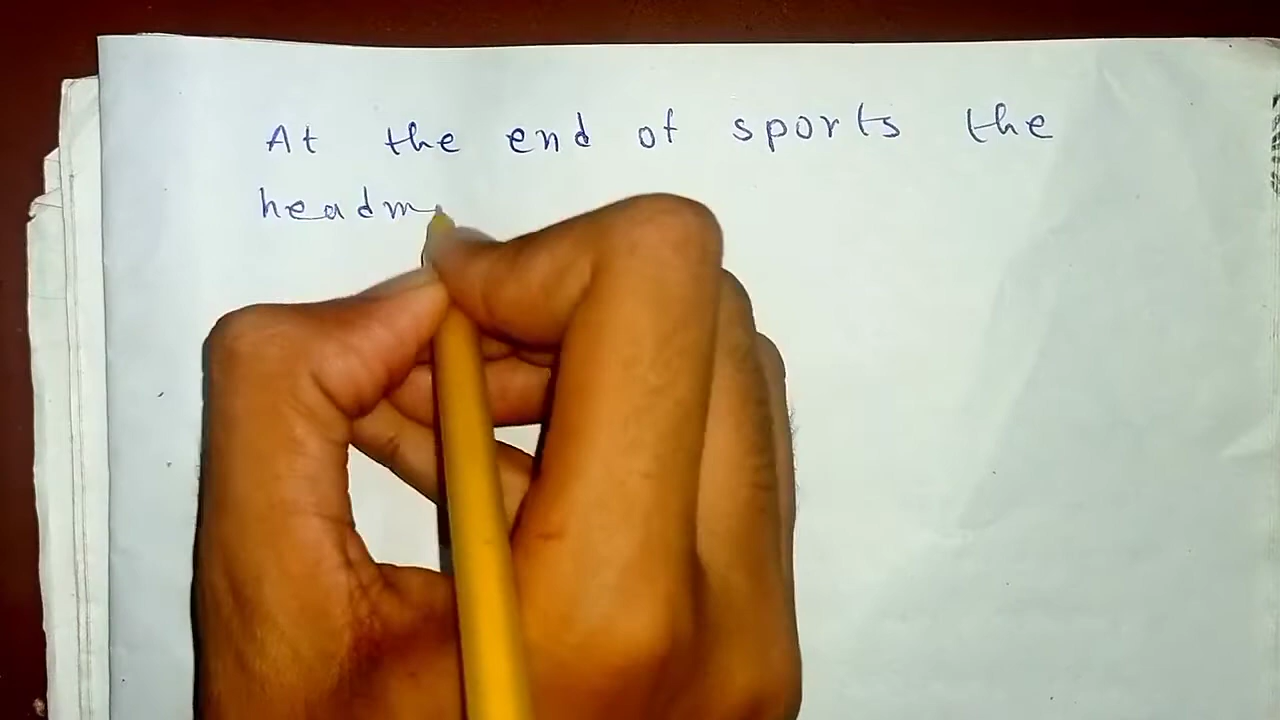 At the end of sports the
headm